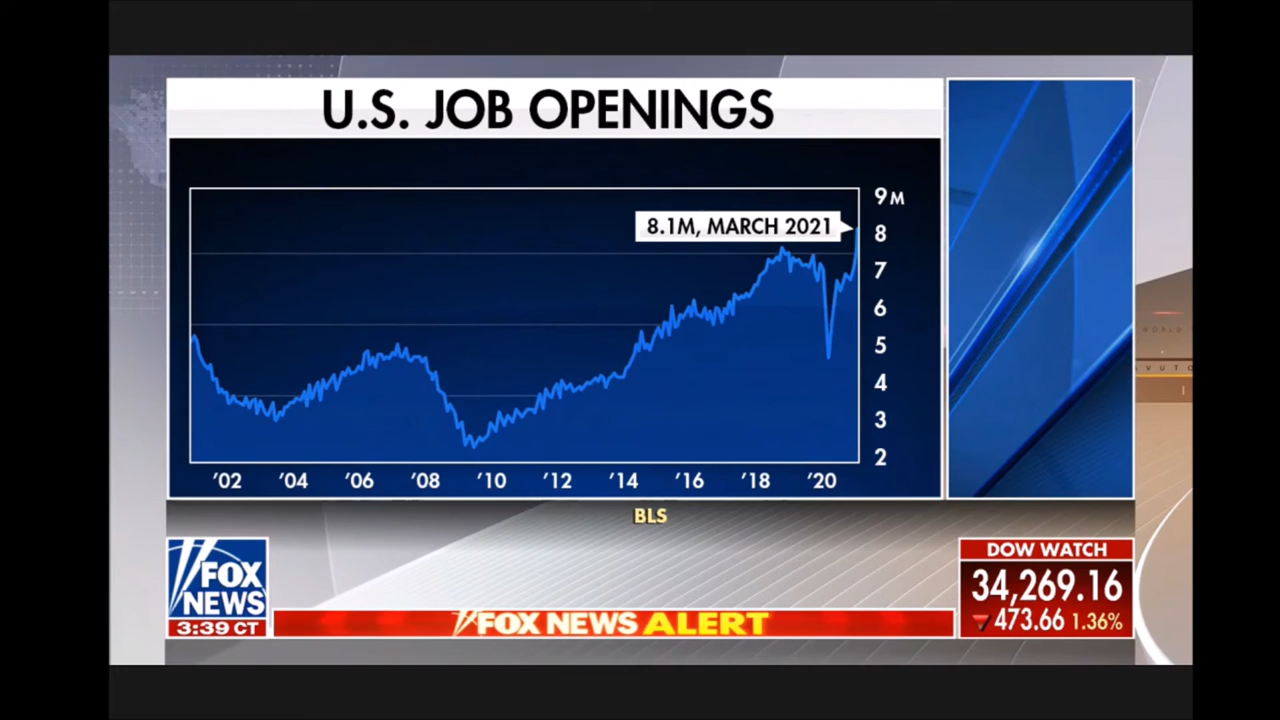 U.S. JOB OPENINGS
9M
8.1M, MARCH 2021
8
7
6
5
4
3
2
'02 '04 '06 '08 '10 '12 '14 '16 '18 '20
BLS
FOX
NEWS
3:39 CT
FOX NEWS ALERT
DOW WATCH
34,269.16
473.66 1.36%